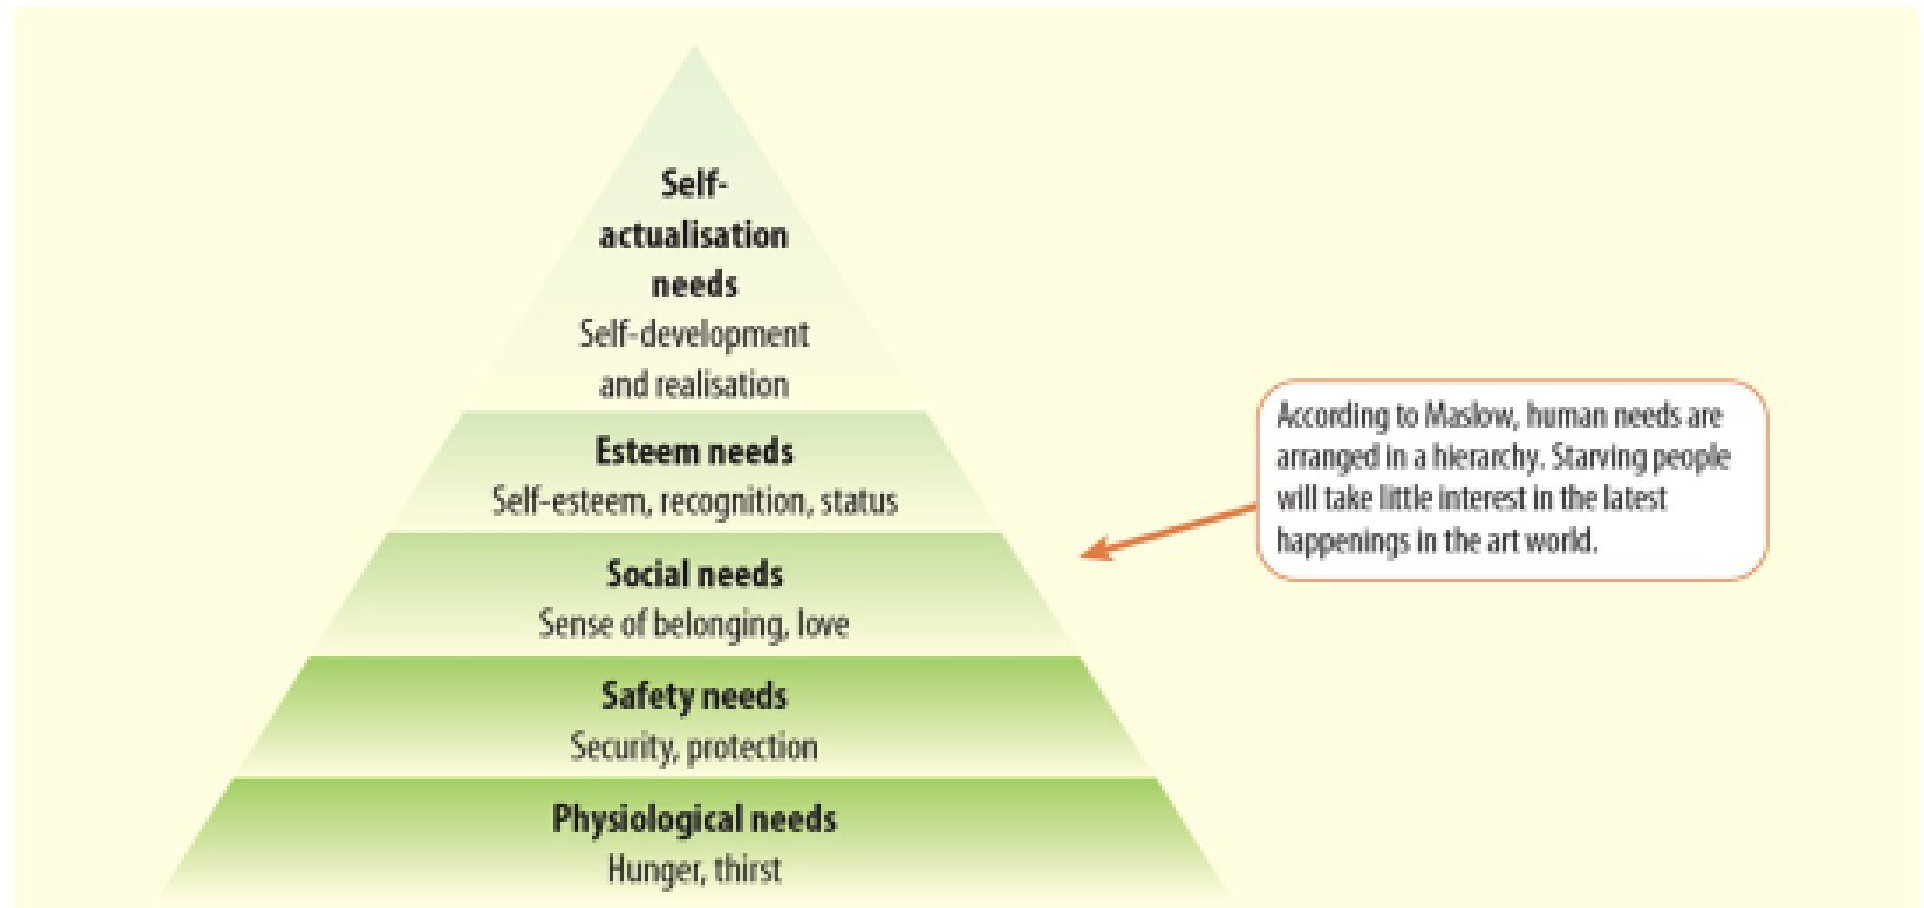 Self-
actualisation
needs
Self-development
and realisation
Esteem needs
Self-esteem, recognition, status
Social needs
Sense of belonging, love
Safety needs
Security, protection
Physiological needs
Hunger, thirst
According to Maslow, human needs are
arranged in a hierarchy. Starving people
will take little interest in the latest
happenings in the art world.